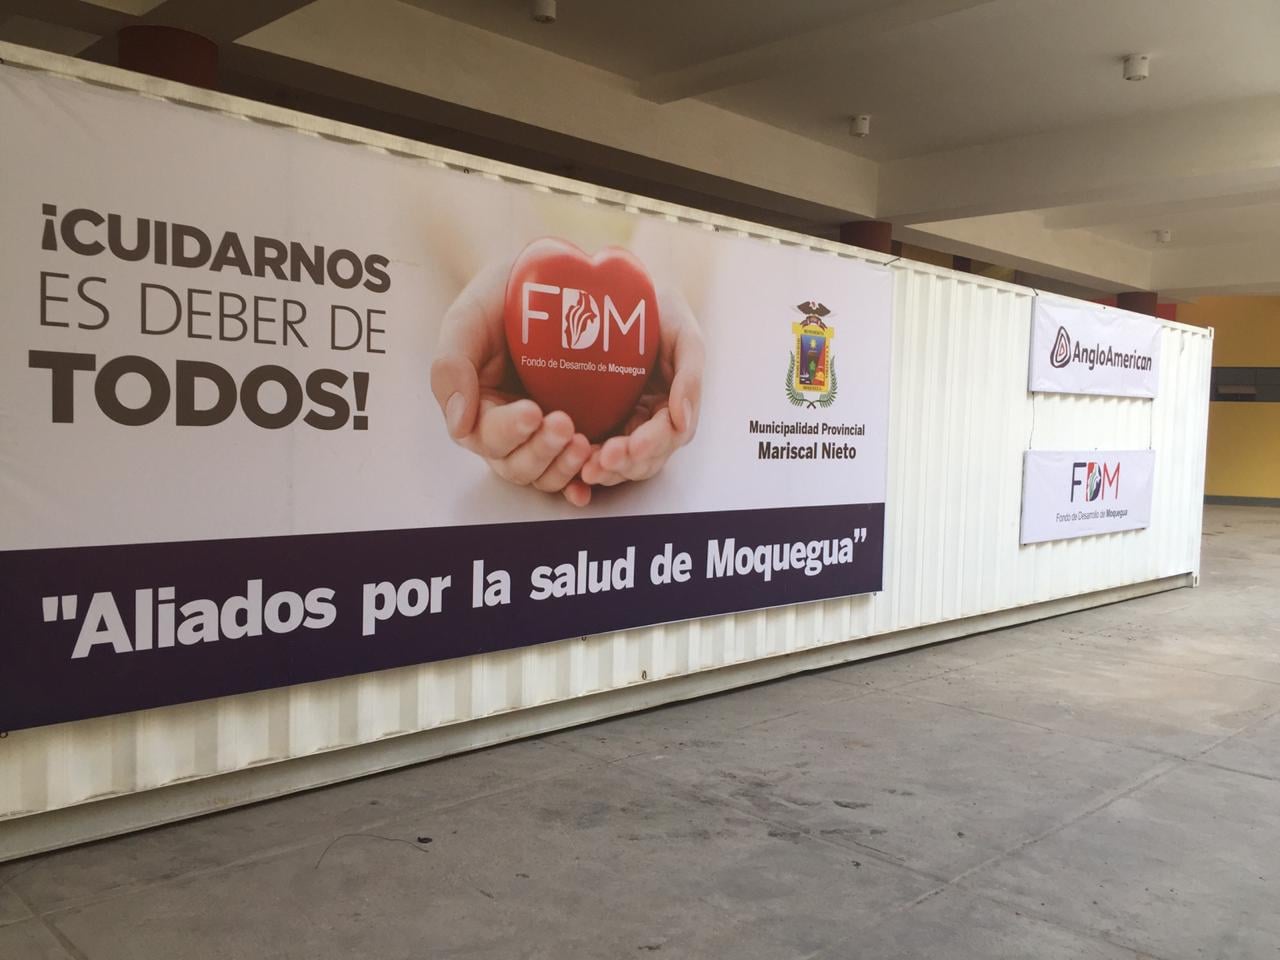 ¡CUIDARNOS
ES DEBER DE
TODOS!
FDM
Fondo de Desarrollo de Moquegua
Municipalidad Provincial
Mariscal Nieto
"Aliados por la salud de Moquegua”
AngloAmerican
FDM
Fondo de Desarrollo de Moquegua